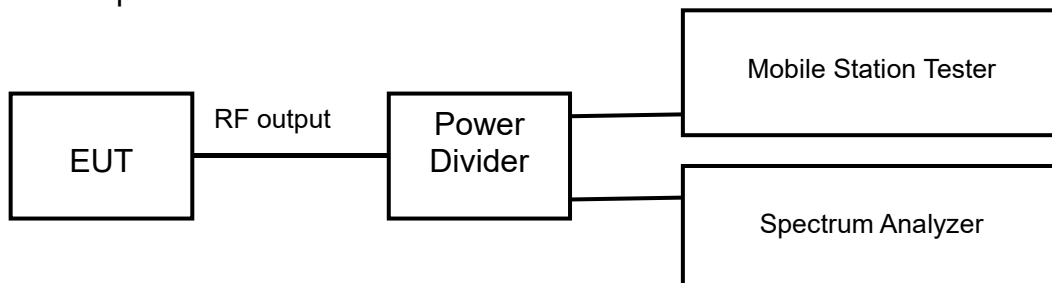 Mobile Station Tester
RF output
EUT
Power
Divider
Spectrum Analyzer